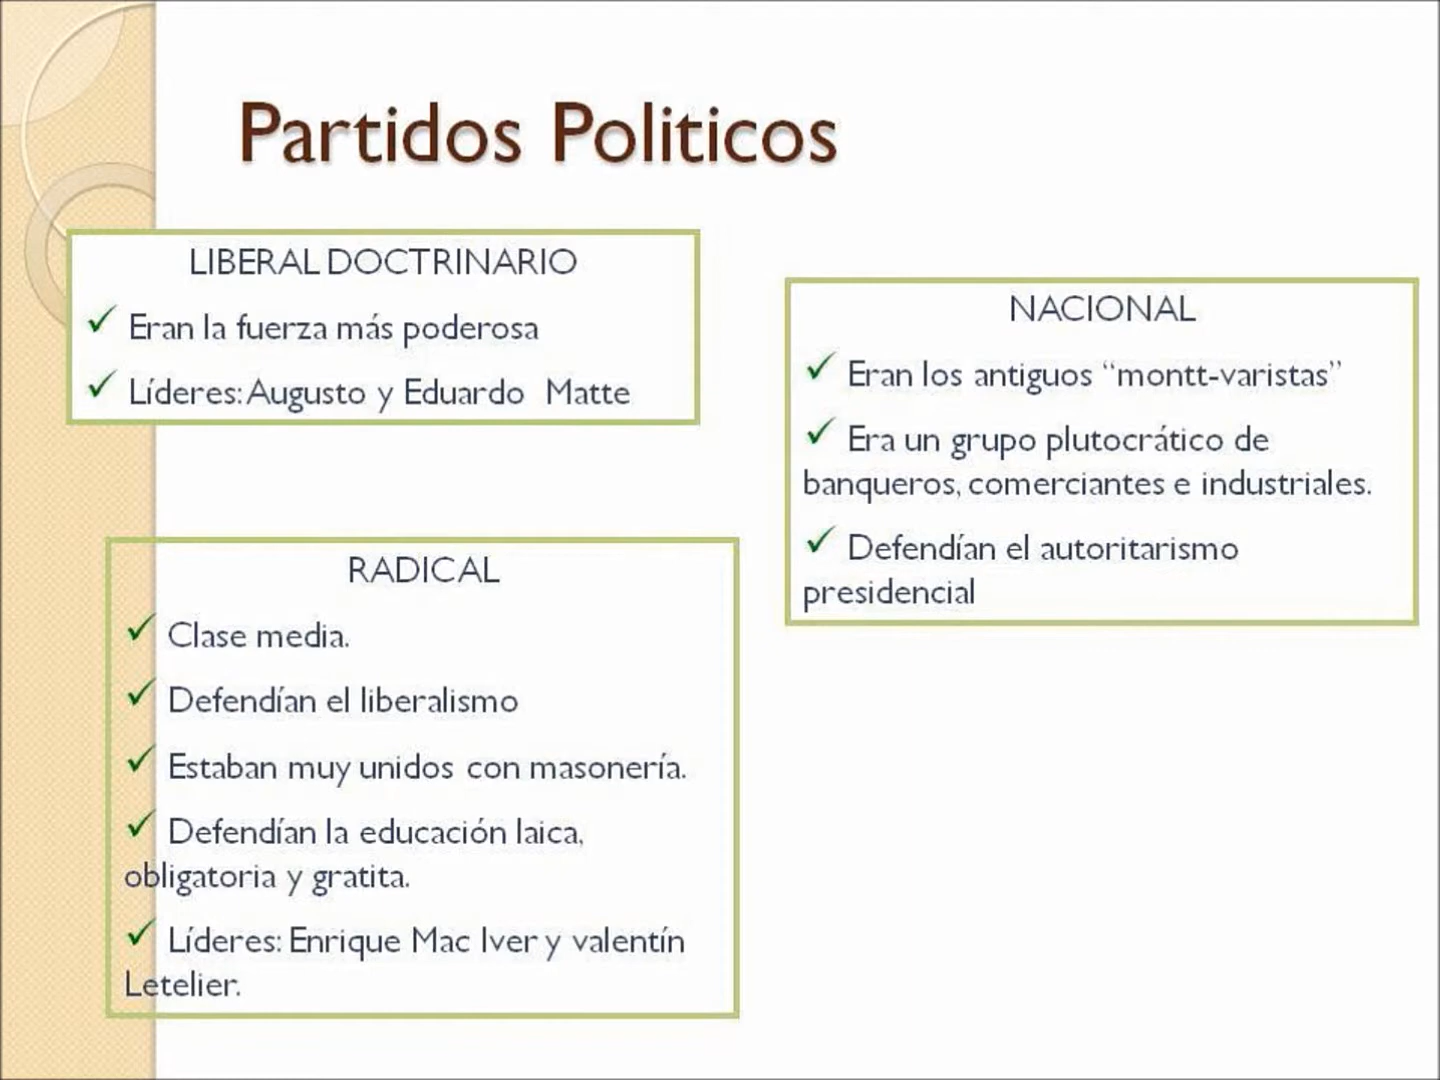 Partidos Politicos
LIBERAL DOCTRINARIO
✓ Eran la fuerza más poderosa
✓ Líderes: Augusto y Eduardo Matte
NACIONAL
✓ Eran los antiguos “montt-varistas”
✓ Era un grupo plutocrático de
banqueros, comerciantes e industriales.
✓ Defendían el autoritarismo
presidencial
RADICAL
✓ Clase media.
✓ Defendían el liberalismo
✓ Estaban muy unidos con masonería.
✓ Defendían la educación laica,
obligatoria y gratita.
✓ Líderes: Enrique Mac Iver y valentín
Letelier.